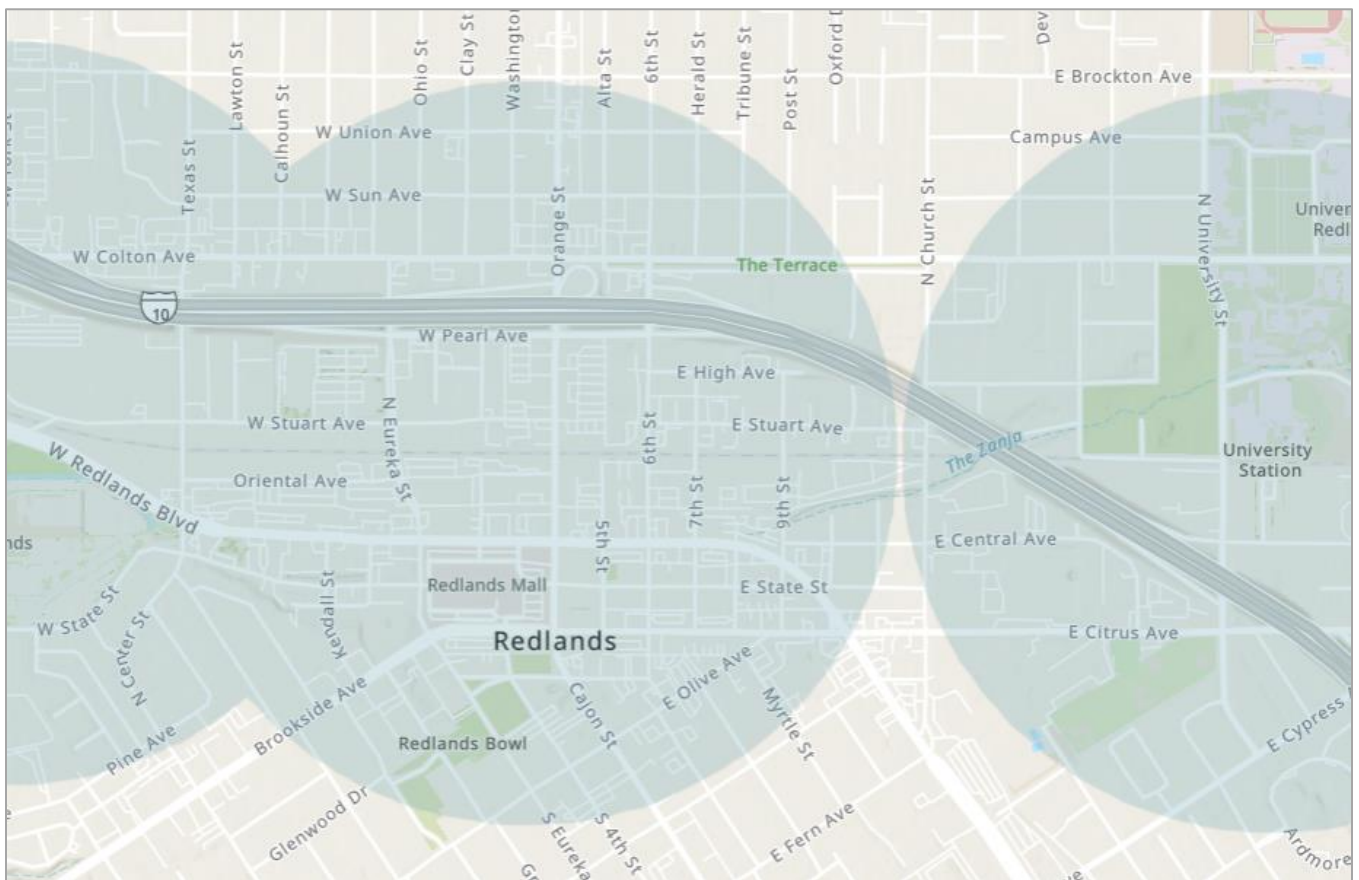 Lawton St
Calhoun St
Ohio St
Clay St
Washington
Alta St
6th St
Herald St
Tribune St
Post St
E Brockton Ave
W Union Ave
Campus Ave
Texas St
W Sun Ave
Orange St
N Church St
N University St
W Colton Ave
The Terrace
10
W Pearl Ave
E High Ave
N Eureka St
W Stuart Ave
6th St
E Stuart Ave
The Zanja
University
Station
W Redlands Blvd
Oriental Ave
7th St
9th St
5th St
E Central Ave
Redlands Mall
E State St
W State St
N Center St
Kendall St
Redlands
E Citrus Ave
E Olive Ave
Cajon St
Myrtle St
Pine Ave
Brookside Ave
Redlands Bowl
E Cypress
Glenwood Dr
S Eureka
S 4th St
E Fern Ave
Ardmore